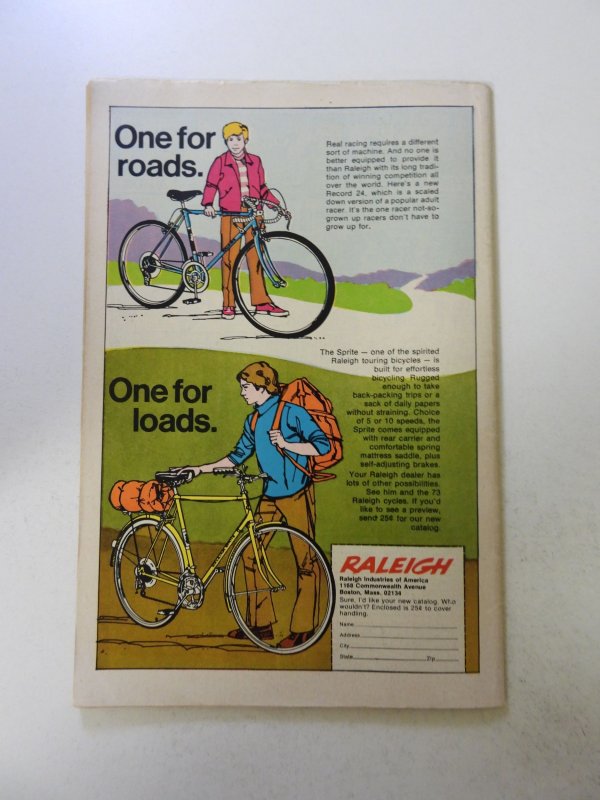 One for
roads.
Real racing requires a different
sort of machine. And no one is
better equipped to provide it
than Raleigh with its long tradi-
tion of winning competition all
over the world. Here's a new
Record 24, which is a scaled
down version of a popular adult
racer. It's the one racer not-so-
grown up racers don't have to
grow up for.
One for
loads.
The Sprite — one of the spirited
Raleigh touring bicycles — is
built for effortless
bicycling. Rugged
enough to take
back-packing trips or a
sack of daily papers
without straining. Choice
of 5 or 10 speeds, the
Sprite comes equipped
with rear carrier and
comfortable spring
mattress saddle, plus
self-adjusting brakes.
Your Raleigh dealer has
lots of other possibilities.
See him and the 73
Raleigh cycles. If you'd
like to see a preview,
send 25¢ for our new
catalog.
RALEIGH
Raleigh Industries of America
1168 Commonwealth Avenue
Boston, Mass. 02134
Sure, I'd like your new catalog. Who
wouldn't? Enclosed is 25¢ to cover
handling.
Name
Address
City
State Zip